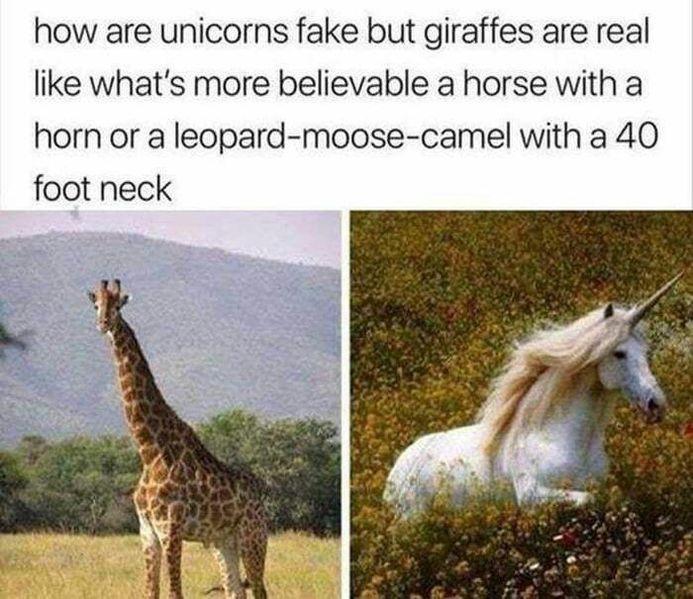 how are unicorns fake but giraffes are real
like what's more believable a horse with a
horn or a leopard-moose-camel with a 40
foot neck